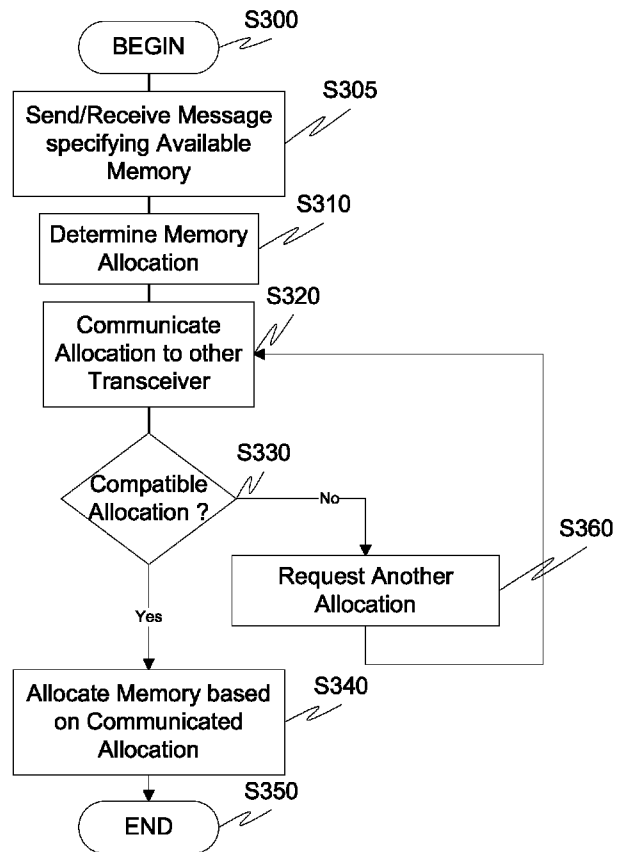 S300
BEGIN
S305
Send/Receive Message
specifying Available
Memory
S310
Determine Memory
Allocation
S320
Communicate
Allocation to other
Transceiver
S330
Compatible
Allocation ?
No
S360
Request Another
Allocation
Yes
S340
Allocate Memory based
on Communicated
Allocation
S350
END